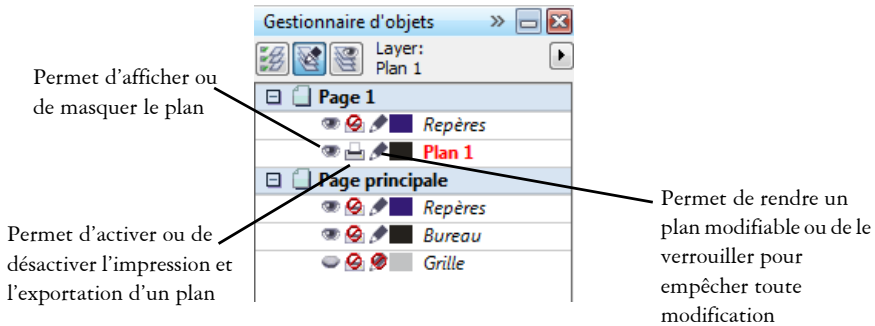 Gestionnaire d'objets
Layer:
Plan 1
Page 1
Repères
Plan 1
Page principale
Repères
Bureau
Grille
Permet d'afficher ou
de masquer le plan
Permet d'activer ou de
désactiver l'impression et
l'exportation d'un plan
Permet de rendre un
plan modifiable ou de le
verrouiller pour
empêcher toute
modification